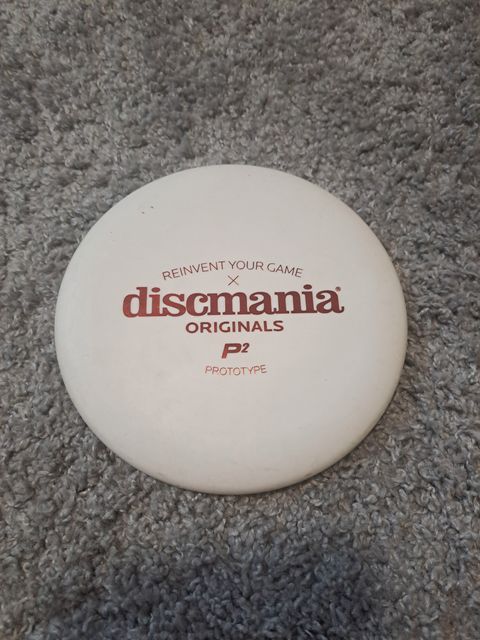 REINVENT YOUR GAME
×
discmania®
ORIGINALS
P²
PROTOTYPE